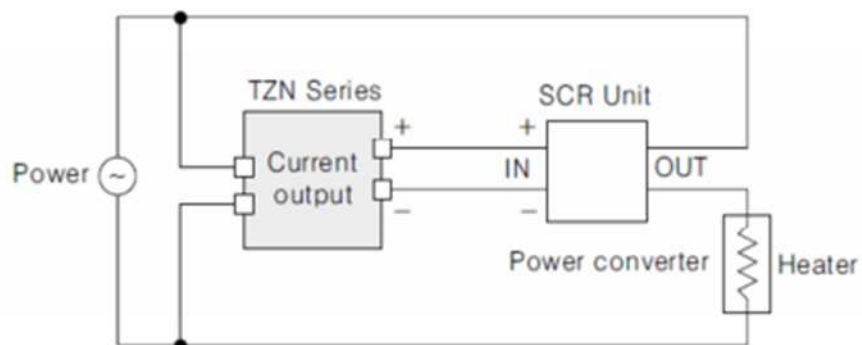 TZN Series
SCR Unit
+
+
Current
output
IN
OUT
Power
~
−
−
Power converter
Heater